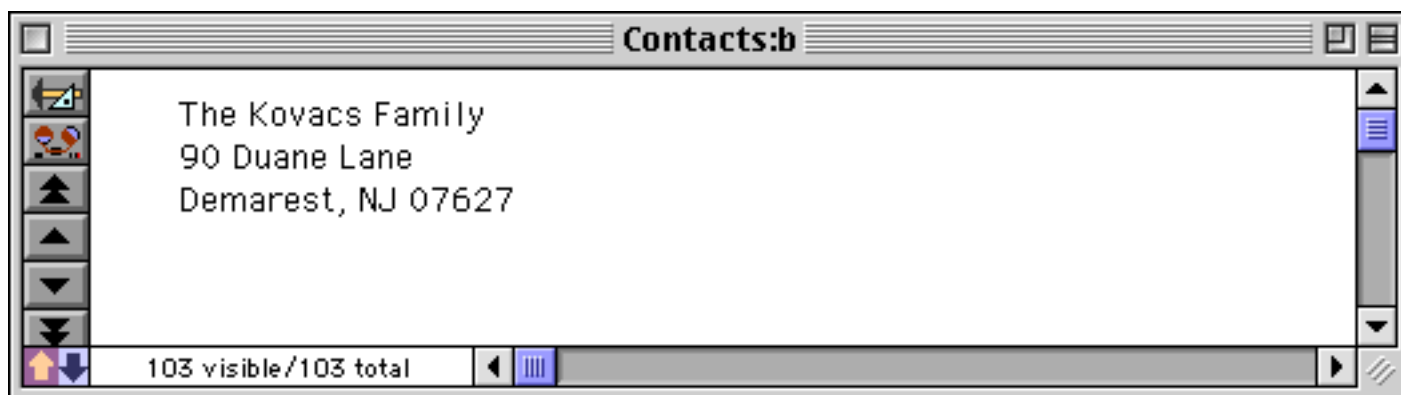 Contacts:b
The Kovacs Family
90 Duane Lane
Demarest, NJ 07627
103 visible/103 total